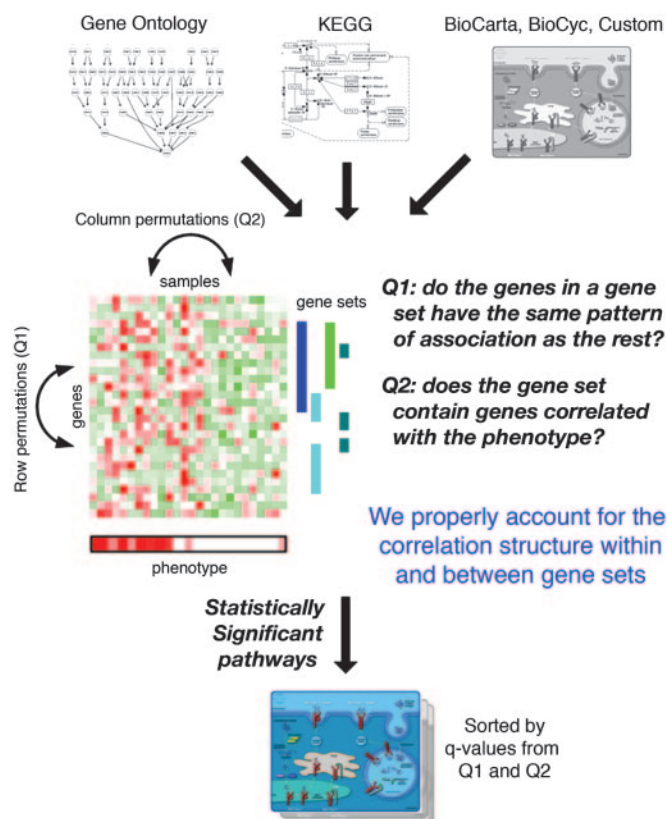 Gene Ontology
KEGG
BioCarta, BioCyc, Custom
Column permutations (Q2)
samples
gene sets
Row permutations (Q1)
genes
phenotype
Q1: do the genes in a gene
set have the same pattern
of association as the rest?
Q2: does the gene set
contain genes correlated
with the phenotype?
We properly account for the
correlation structure within
and between gene sets
Statistically
Significant
pathways
Sorted by
q-values from
Q1 and Q2